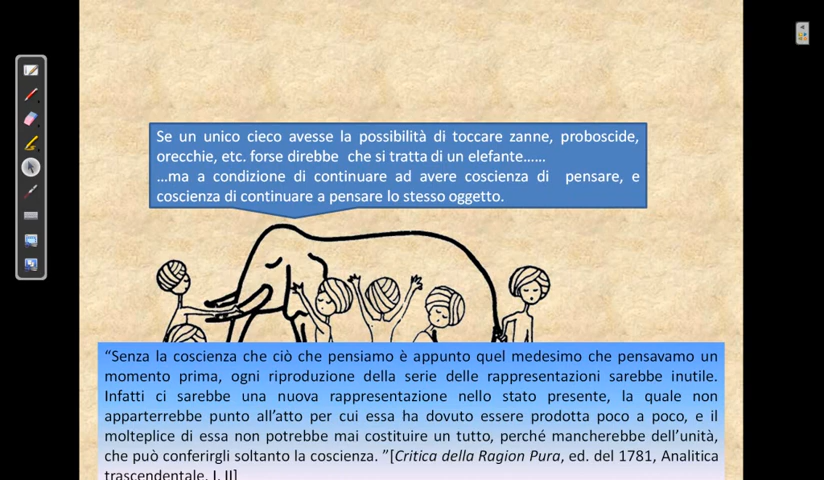 Se un unico cieco avesse la possibilità di toccare zanne, proboscide,
orecchie, etc. forse direbbe che si tratta di un elefante……
…ma a condizione di continuare ad avere coscienza di pensare, e
coscienza di continuare a pensare lo stesso oggetto.
“Senza la coscienza che ciò che pensiamo è appunto quel medesimo che pensavamo un
momento prima, ogni riproduzione della serie delle rappresentazioni sarebbe inutile.
Infatti ci sarebbe una nuova rappresentazione nello stato presente, la quale non
apparterrebbe punto all’atto per cui essa ha dovuto essere prodotta poco a poco, e il
molteplice di essa non potrebbe mai costituire un tutto, perché mancherebbe dell’unità,
che può conferirgli soltanto la coscienza. ”[Critica della Ragion Pura, ed. del 1781, Analitica
trascendentale, I, II]